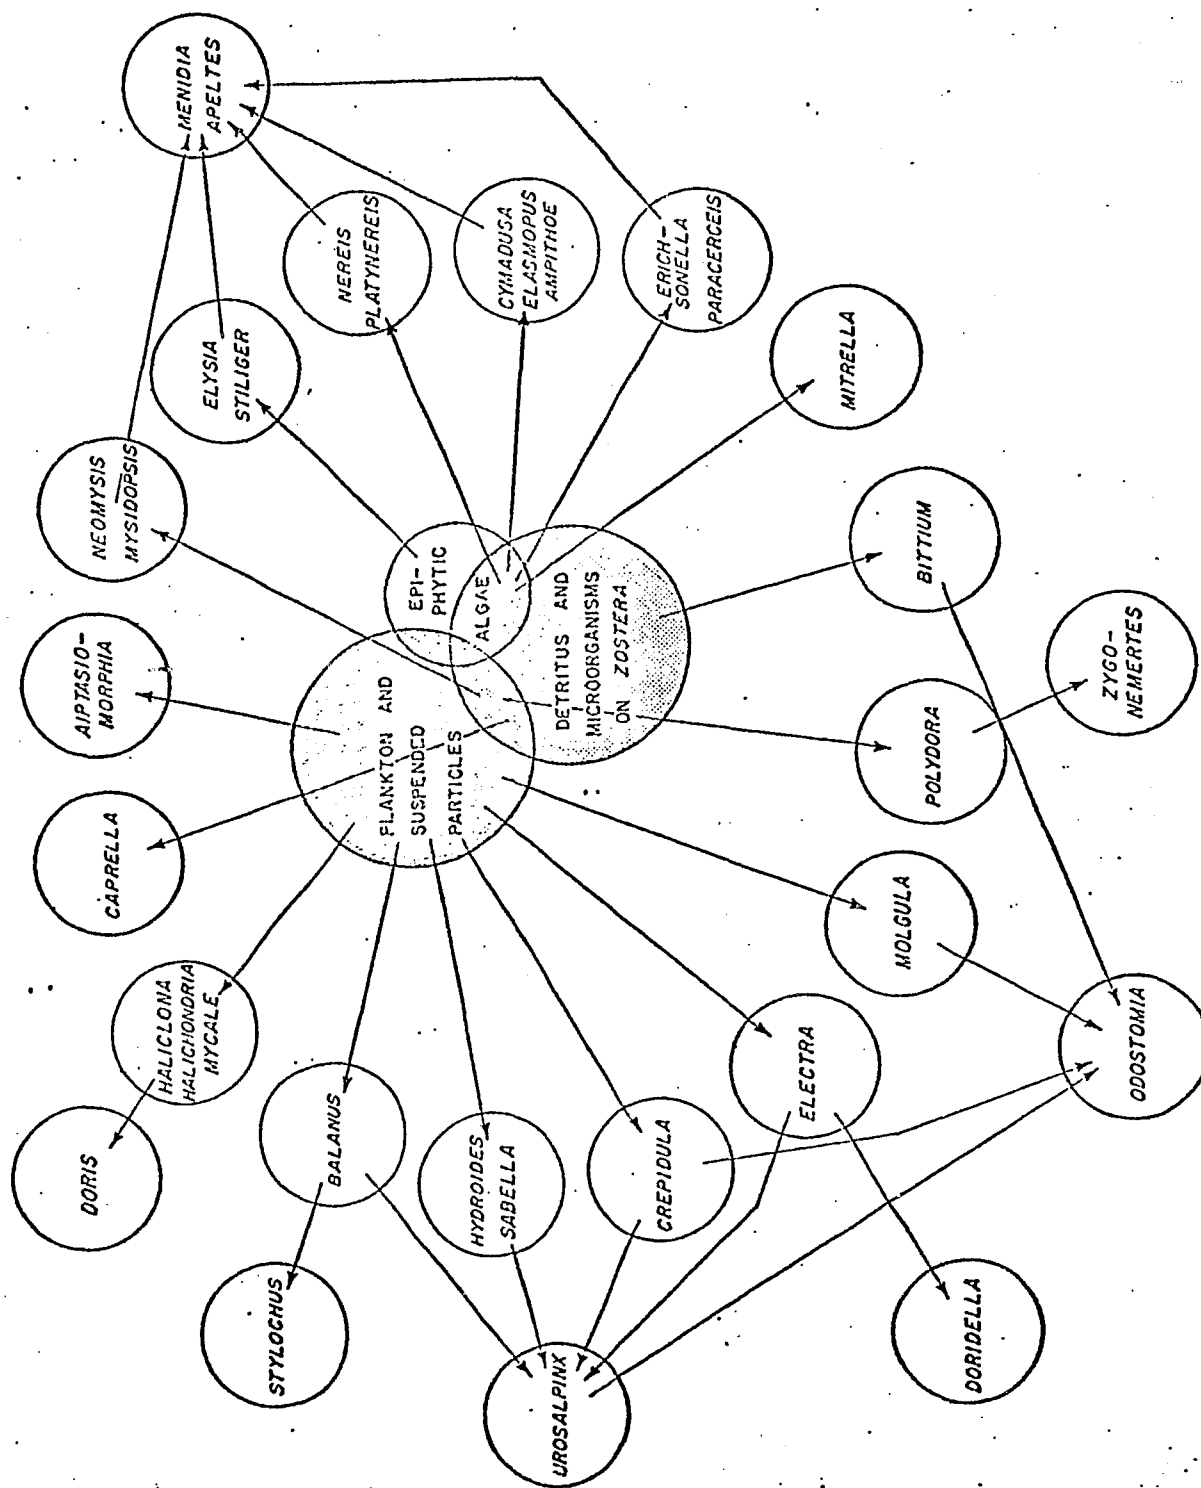 DORIS
CAPRELLA
AIPTASIO-
MORPHIA
NEOMYSIS
MYSIDOPSIS
MENIDIA
APELTES
HALICLONA
HALICHONDRIA
MYCALE
ELYSIA
STILIGER
STYLOCHUS
BALANUS
NEREIS
PLATYNEREIS
PLANKTON AND
SUSPENDED
PARTICLES
EPI-
PHYTIC
ALGAE
HYDROIDES
SABELLA
CYMADUSA
ELASMOPUS
AMPITHOE
DETRITUS AND
MICROORGANISMS
ON ZOSTERA
UROSALPINX
CREPIDULA
ERICH-
SONELLA
PARACERCEIS
ELECTRA
MITRELLA
MOLGULA
POLYDORA
BITTIUM
DORIDELLA
ODOSTOMIA
ZYGO-
NEMERTES